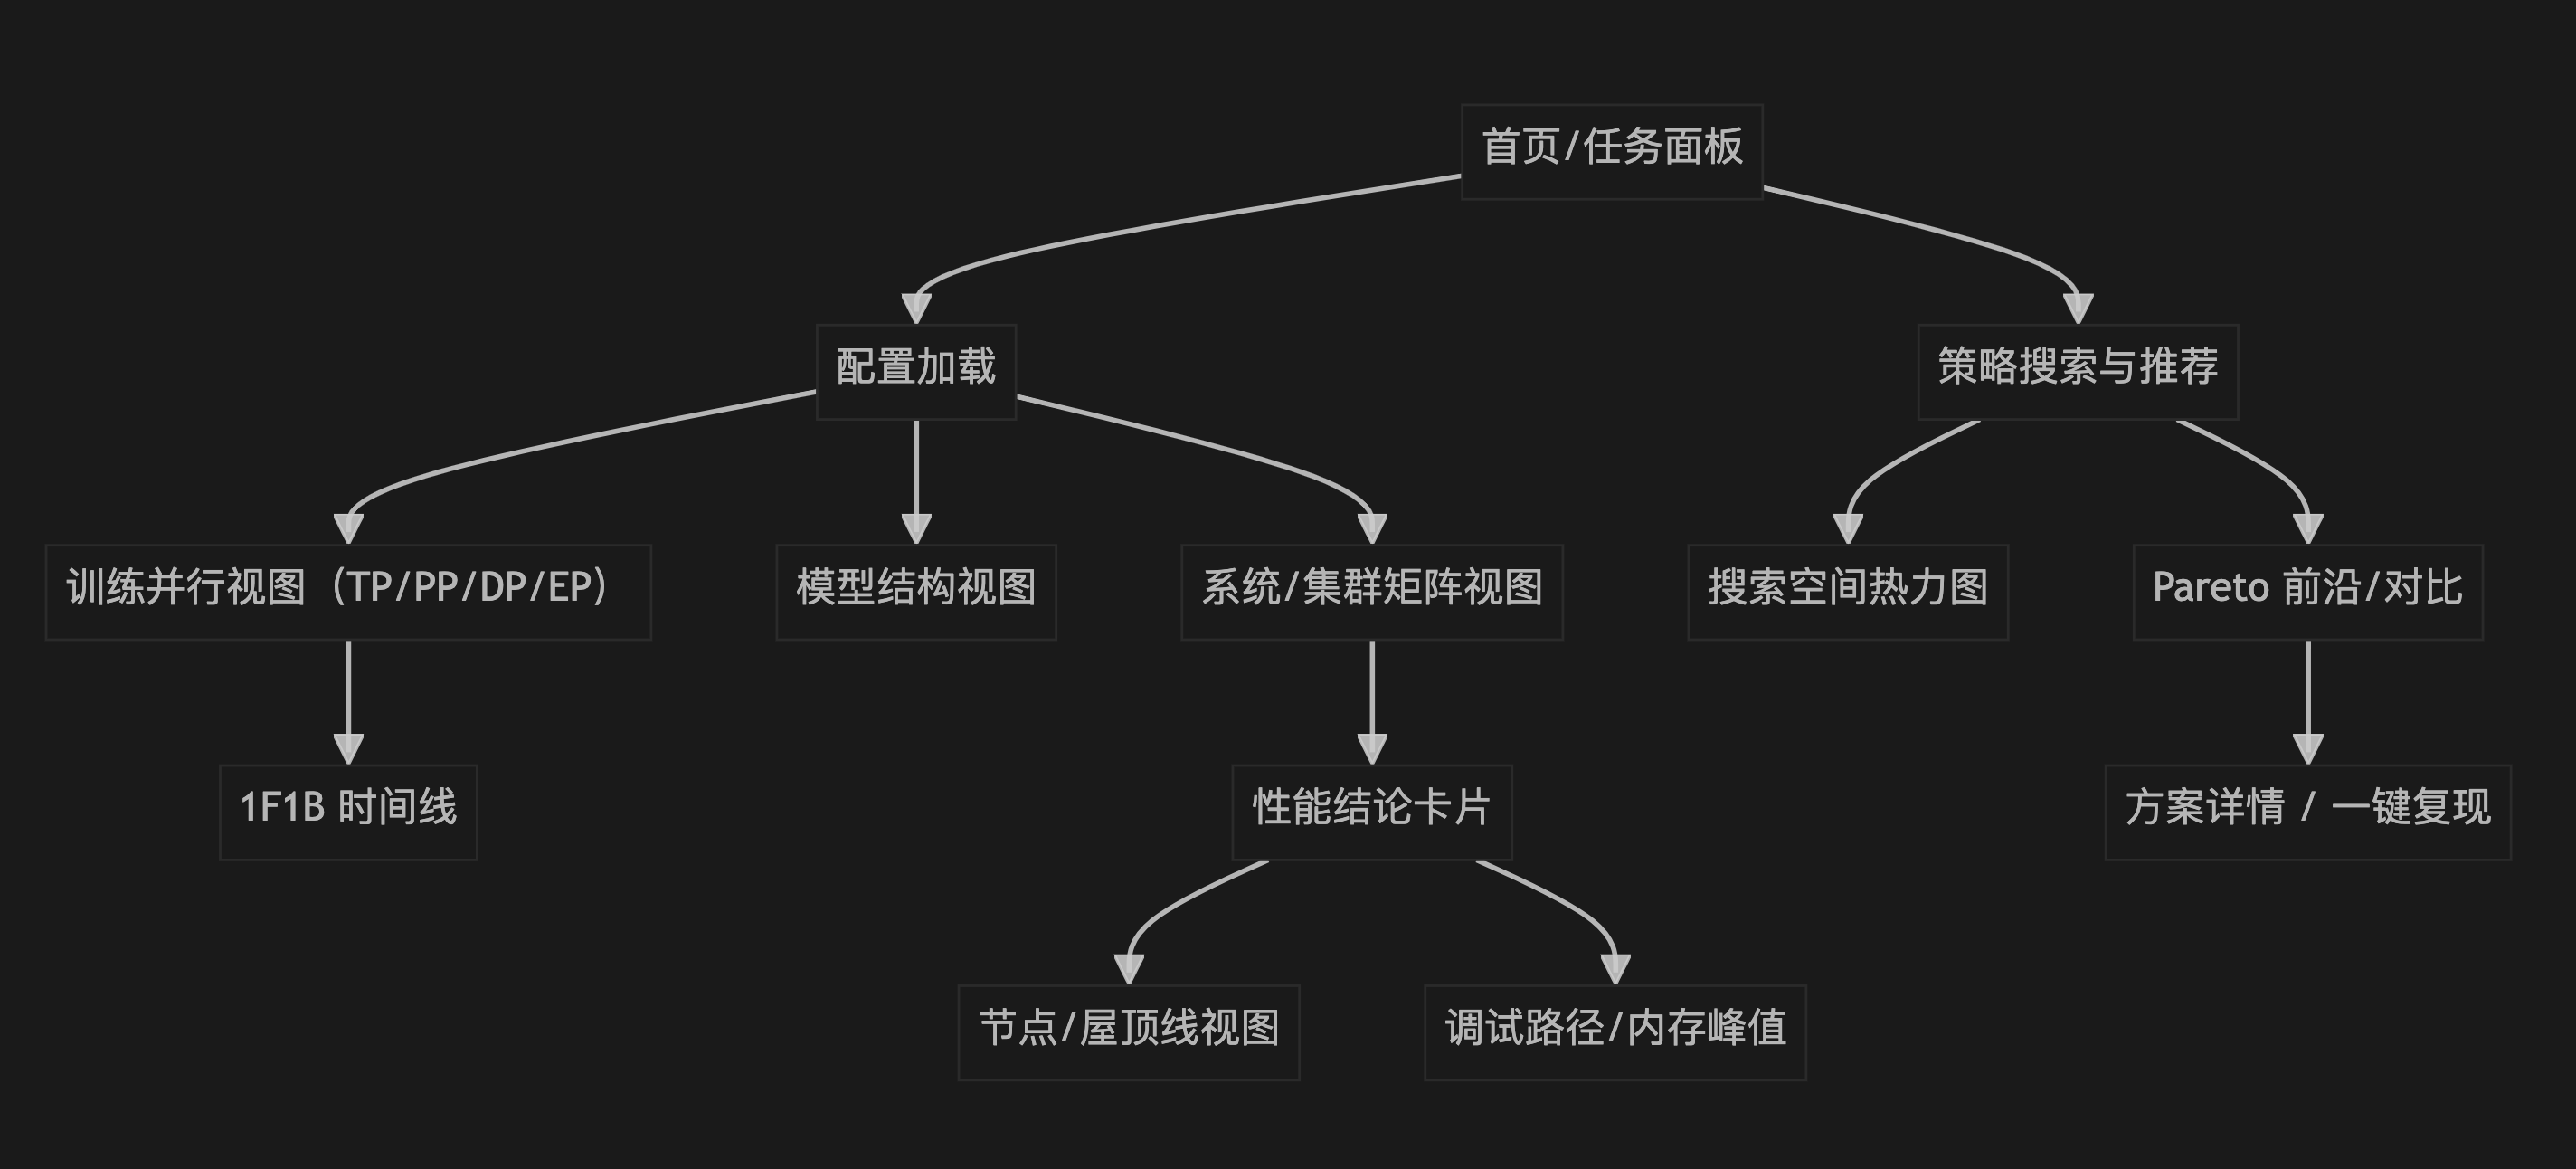 首页/任务面板
配置加载
策略搜索与推荐
训练并行视图（TP/PP/DP/EP）
模型结构视图
系统/集群矩阵视图
搜索空间热力图
Pareto 前沿/对比
1F1B 时间线
性能结论卡片
方案详情 / 一键复现
节点/屋顶线视图
调试路径/内存峰值